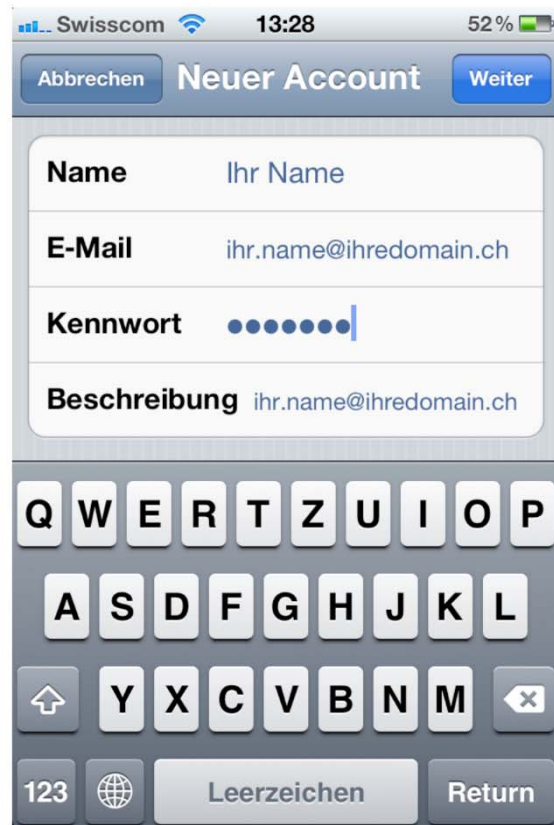 Swisscom 13:28 52%
Abbrechen Neuer Account Weiter
Name Ihr Name
E-Mail ihr.name@ihredomain.ch
Kennwort ●●●●●●●
Beschreibung ihr.name@ihredomain.ch
Q W E R T Z U I O P
A S D F G H J K L
Y X C V B N M
123 Leerzeichen Return